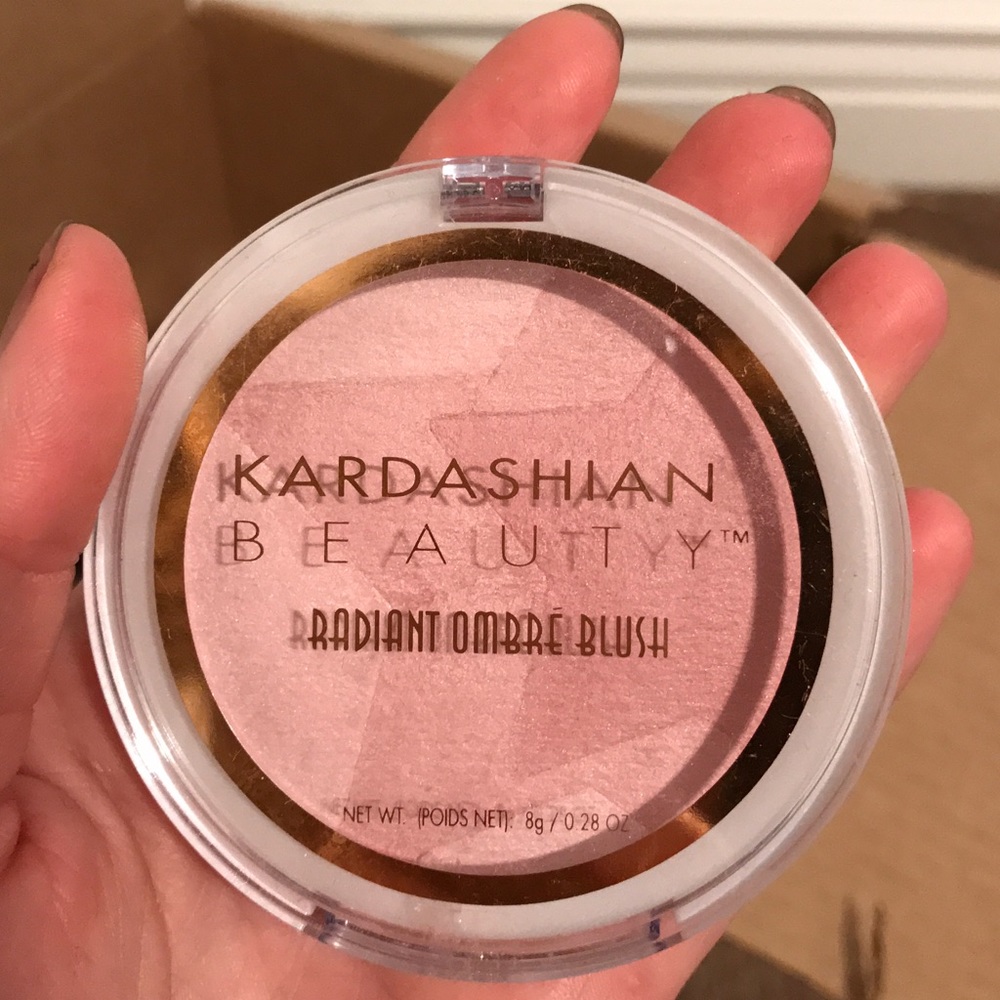 KARDASHIAN
BEAUTY™
RADIANT OMBRÉ BLUSH
NET WT. (POIDS NET): 8g / 0.28 OZ